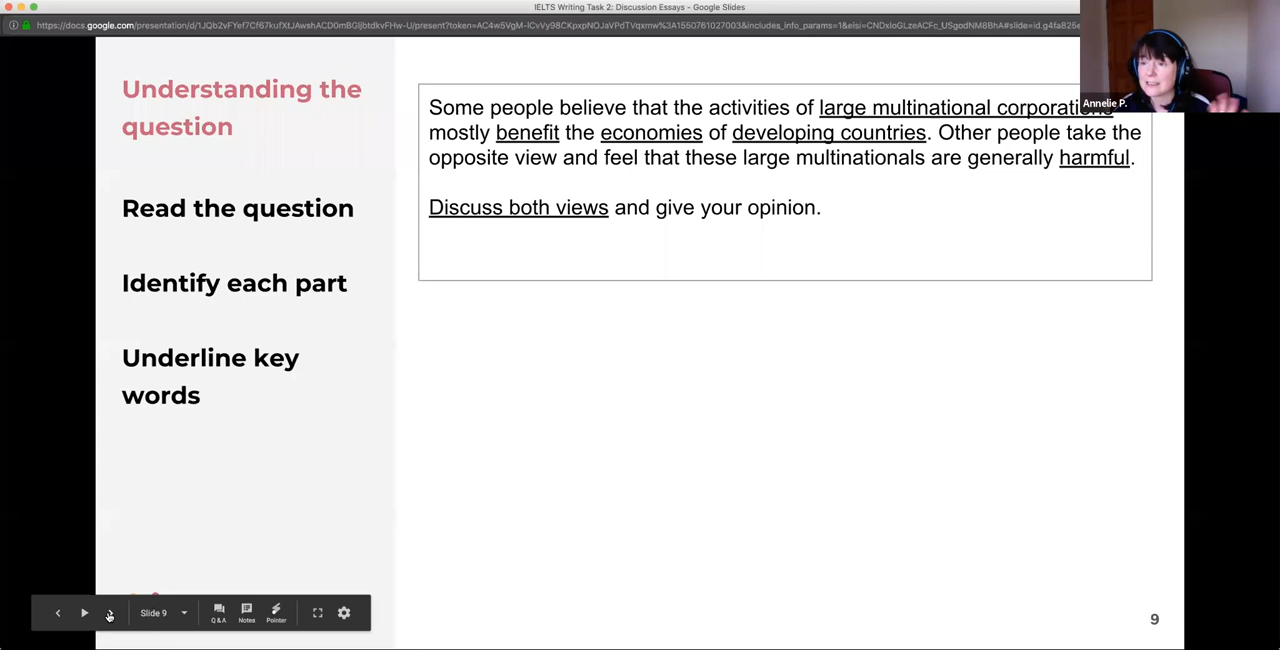 IELTS Writing Task 2: Discussion Essays - Google Slides
Understanding the
question
Read the question
Identify each part
Underline key
words
Some people believe that the activities of large multinational
mostly benefit the economies of developing countries. Other people take the
opposite view and feel that these large multinationals are generally harmful.
Discuss both views and give your opinion.
Annelie P.
Slide 9
Q & A
Notes
Pointer
9